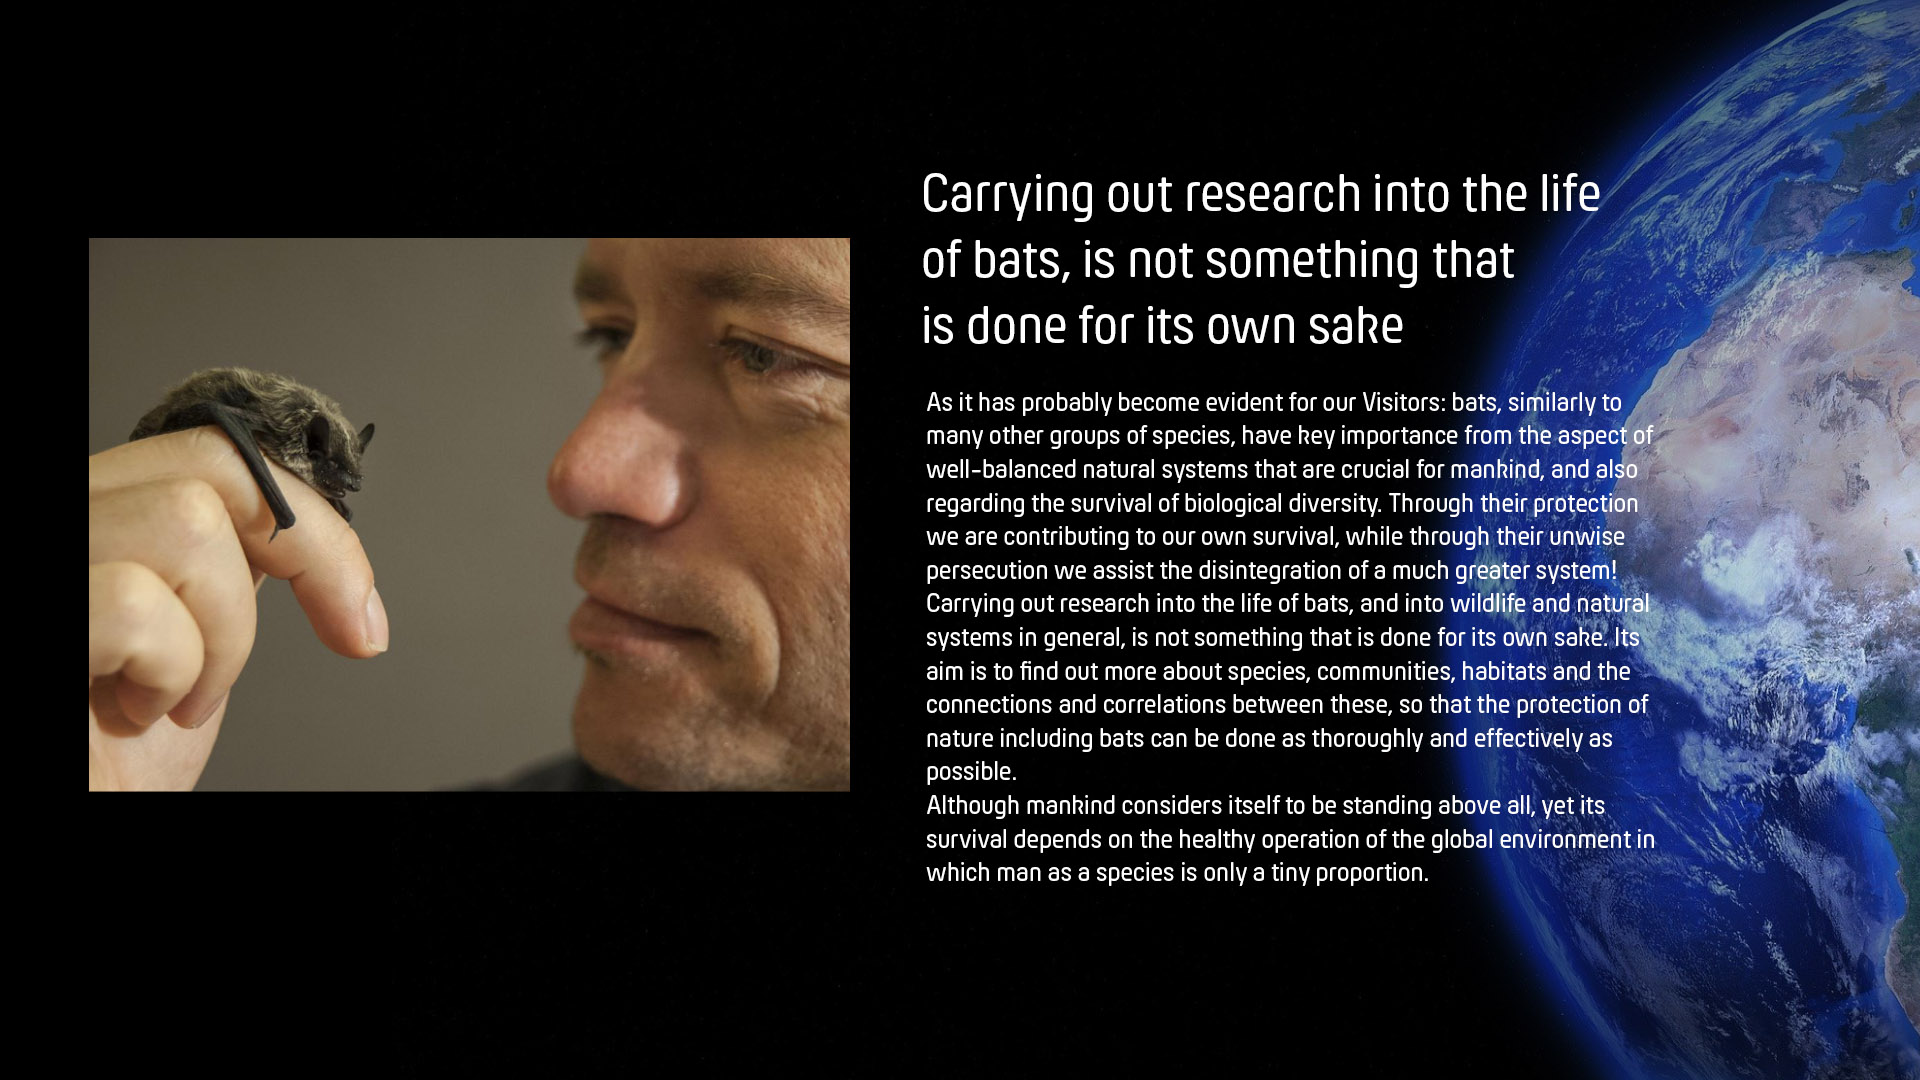 Carrying out research into the life
of bats, is not something that
is done for its own sake
As it has probably become evident for our Visitors: bats, similarly to
many other groups of species, have key importance from the aspect of
well-balanced natural systems that are crucial for mankind, and also
regarding the survival of biological diversity. Through their protection
we are contributing to our own survival, while through their unwise
persecution we assist the disintegration of a much greater system!
Carrying out research into the life of bats, and into wildlife and natural
systems in general, is not something that is done for its own sake. Its
aim is to find out more about species, communities, habitats and the
connections and correlations between these, so that the protection of
nature including bats can be done as thoroughly and effectively as
possible.
Although mankind considers itself to be standing above all, yet its
survival depends on the healthy operation of the global environment in
which man as a species is only a tiny proportion.